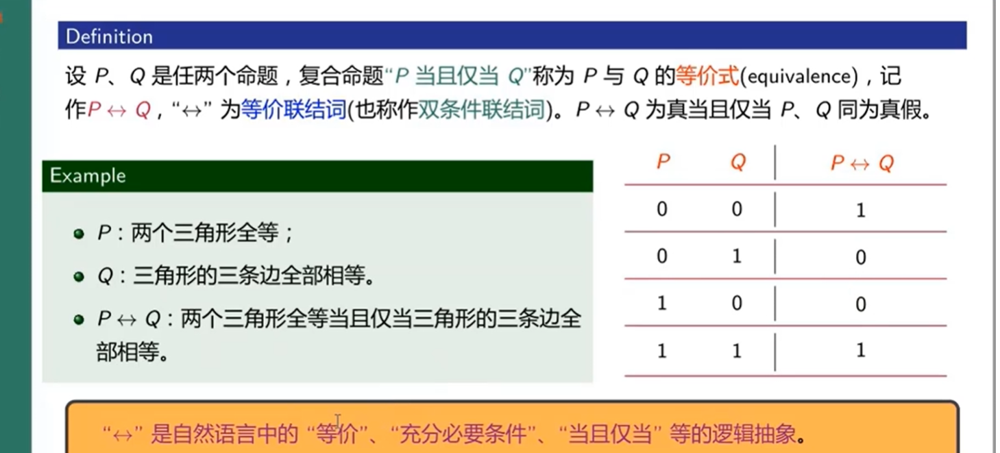 Definition
设 P、Q 是任两个命题，复合命题“P 当且仅当 Q”称为 P 与 Q 的等价式(equivalence)，记
作P ↔ Q，“↔” 为等价联结词(也称作双条件联结词)。P ↔ Q 为真当且仅当 P、Q 同为真假。
Example
P：两个三角形全等；
Q：三角形的三条边全部相等。
P ↔ Q：两个三角形全等当且仅当三角形的三条边全
部相等。
P Q P ↔ Q
0 0 1
0 1 0
1 0 0
1 1 1
“↔” 是自然语言中的 “等价”、“充分必要条件”、“当且仅当” 等的逻辑抽象。